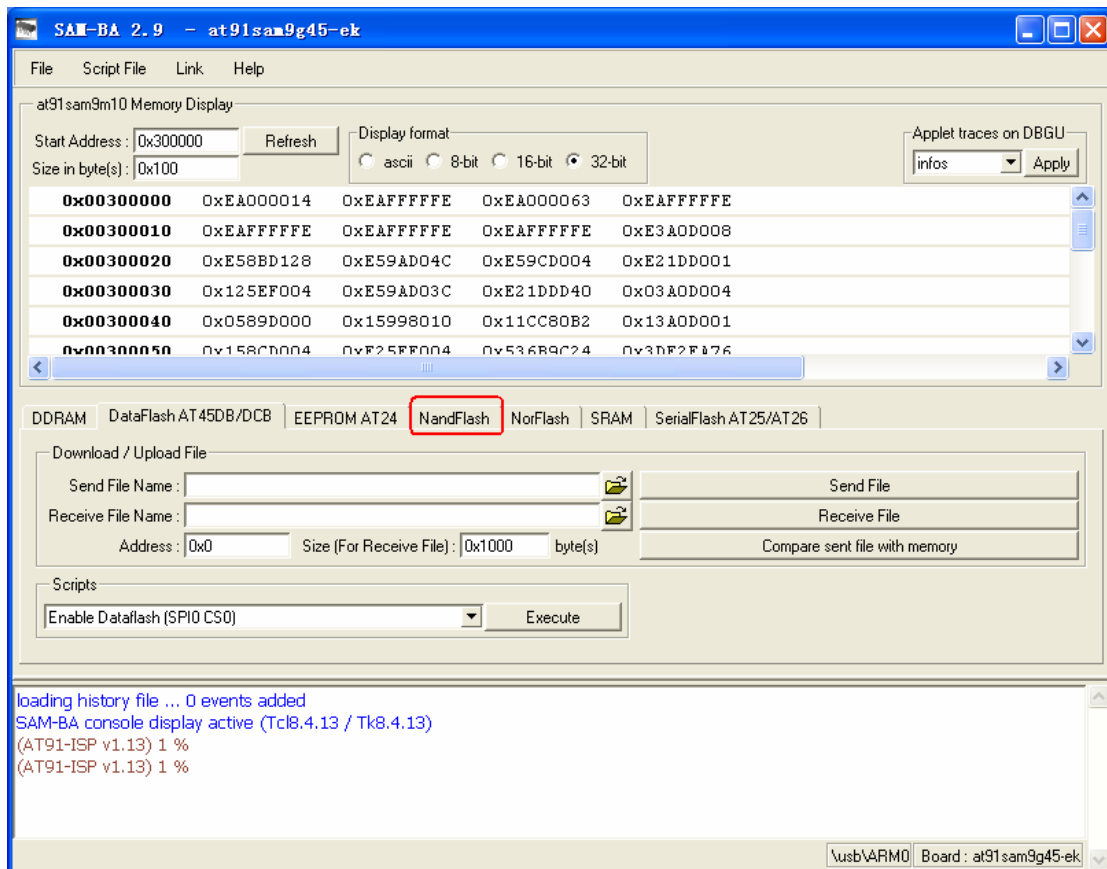 SAM-BA 2.9 - at91sam9g45-ek
File Script File Link Help
at91sam9m10 Memory Display
Start Address : 0x300000 Refresh
Size in byte(s) : 0x100
Display format
ascii 8-bit 16-bit 32-bit
Applet traces on DBGU
infos Apply
0x00300000 0xEA000014 0xEAFFFFFE 0xEA000063 0xEAFFFFFE
0x00300010 0xEAFFFFFE 0xEAFFFFFE 0xEAFFFFFE 0xE3A0D008
0x00300020 0xE58BD128 0xE59AD04C 0xE59CD004 0xE21DD001
0x00300030 0x125EF004 0xE59AD03C 0xE21DDD40 0x03A0D004
0x00300040 0x0589D000 0x15998010 0x11CC80B2 0x13A0D001
0x00300050 0x158CD004 0xE25EF004 0x536B9C24 0x3DF2FA76
DDRAM DataFlash AT45DB/DCB EEPROM AT24 NandFlash NorFlash SRAM SerialFlash AT25/AT26
Download / Upload File
Send File Name : Send File
Receive File Name : Receive File
Address : 0x0 Size (For Receive File) : 0x1000 byte(s) Compare sent file with memory
Scripts
Enable Dataflash (SPI0 CS0) Execute
loading history file ... 0 events added
SAM-BA console display active (Tcl8.4.13 / Tk8.4.13)
(AT91-ISP v1.13) 1 %
(AT91-ISP v1.13) 1 %
\usb\ARM0 Board : at91sam9g45-ek